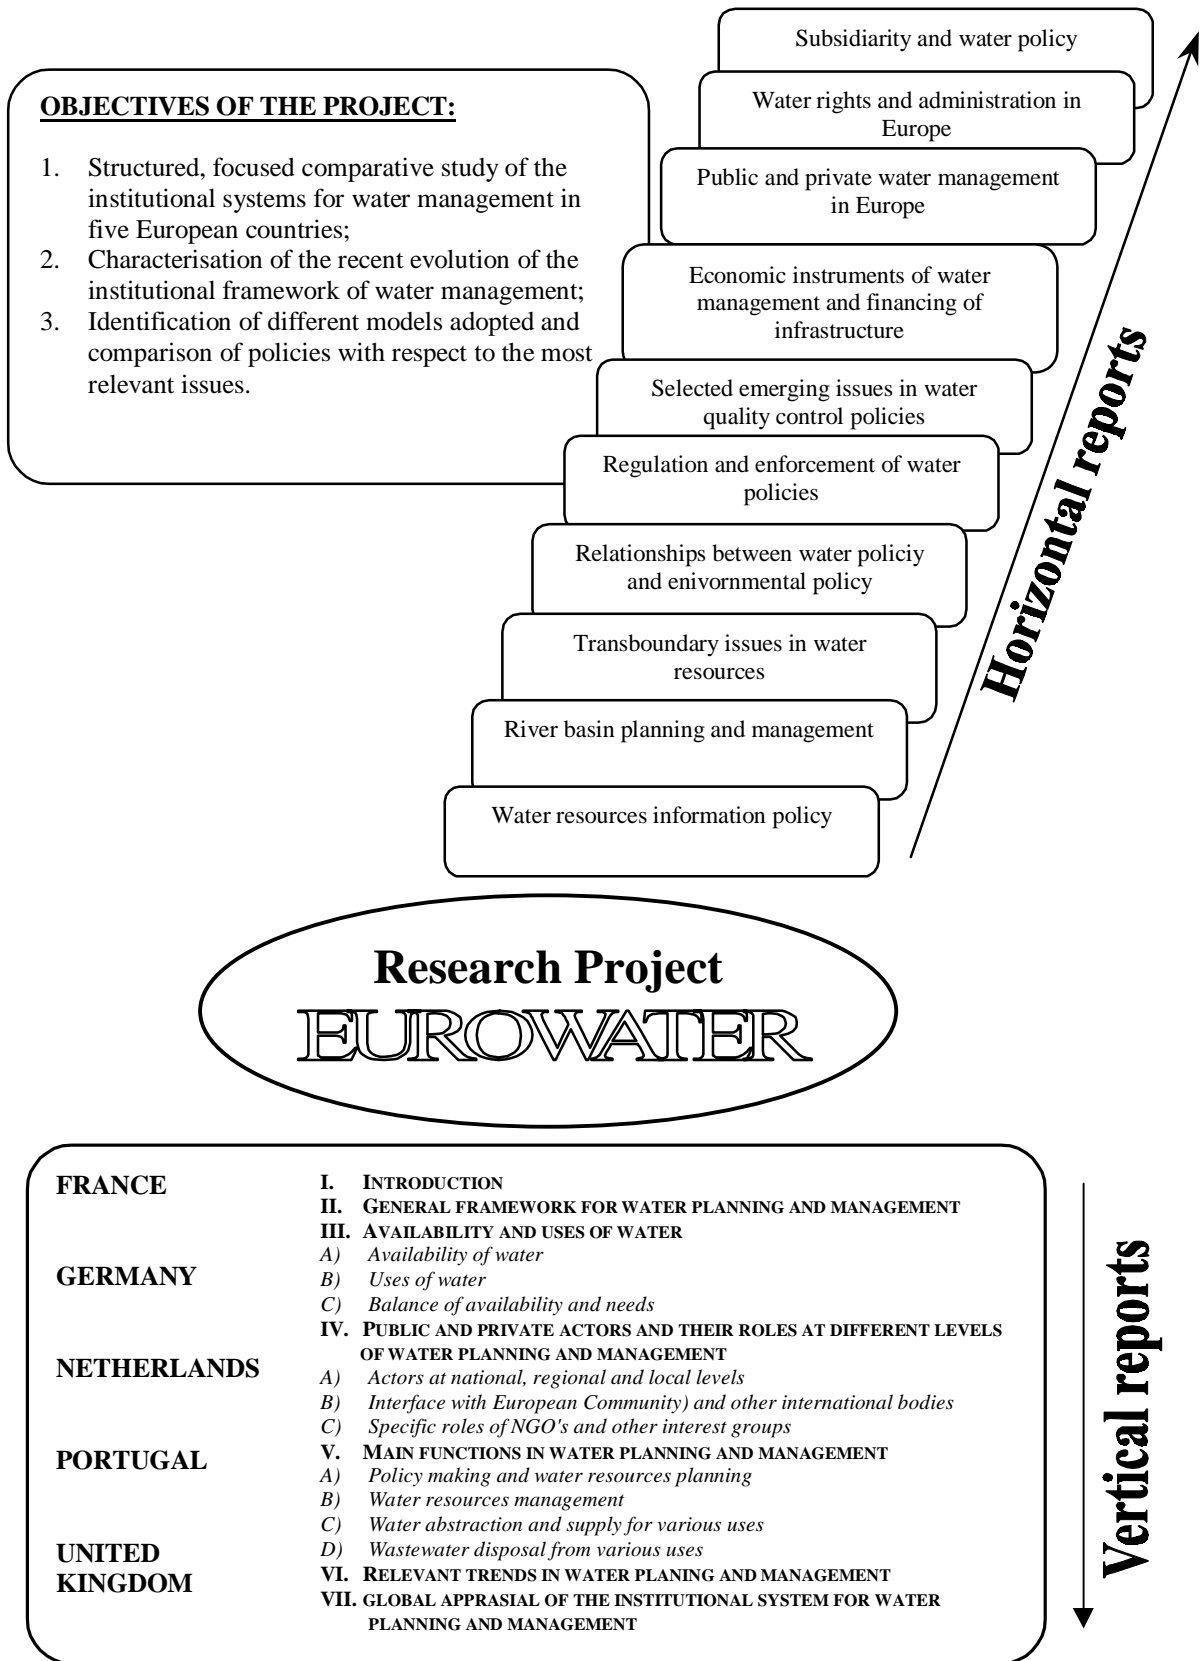 OBJECTIVES OF THE PROJECT:
1. Structured, focused comparative study of the
institutional systems for water management in
five European countries;
2. Characterisation of the recent evolution of the
institutional framework of water management;
3. Identification of different models adopted and
comparison of policies with respect to the most
relevant issues.
Subsidiarity and water policy
Water rights and administration in
Europe
Public and private water management
in Europe
Economic instruments of water
management and financing of
infrastructure
Selected emerging issues in water
quality control policies
Regulation and enforcement of water
policies
Relationships between water policiy
and enivornmental policy
Transboundary issues in water
resources
River basin planning and management
Water resources information policy
Horizontal reports
Research Project
EUROWATER
FRANCE
GERMANY
NETHERLANDS
PORTUGAL
UNITED
KINGDOM
I. INTRODUCTION
II. GENERAL FRAMEWORK FOR WATER PLANNING AND MANAGEMENT
III. AVAILABILITY AND USES OF WATER
A) Availability of water
B) Uses of water
C) Balance of availability and needs
IV. PUBLIC AND PRIVATE ACTORS AND THEIR ROLES AT DIFFERENT LEVELS
OF WATER PLANNING AND MANAGEMENT
A) Actors at national, regional and local levels
B) Interface with European Community) and other international bodies
C) Specific roles of NGO's and other interest groups
V. MAIN FUNCTIONS IN WATER PLANNING AND MANAGEMENT
A) Policy making and water resources planning
B) Water resources management
C) Water abstraction and supply for various uses
D) Wastewater disposal from various uses
VI. RELEVANT TRENDS IN WATER PLANING AND MANAGEMENT
VII. GLOBAL APPRASIAL OF THE INSTITUTIONAL SYSTEM FOR WATER
PLANNING AND MANAGEMENT
Vertical reports